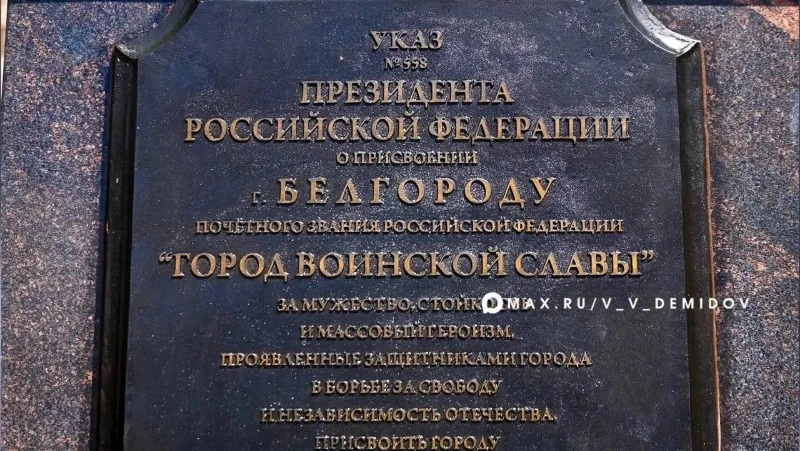 УКАЗ
№ 558
ПРЕЗИДЕНТА
РОССИЙСКОЙ ФЕДЕРАЦИИ
О ПРИСВОЕНИИ
Г. БЕЛГОРОДУ
ПОЧЁТНОГО ЗВАНИЯ РОССИЙСКОЙ ФЕДЕРАЦИИ
“ГОРОД ВОИНСКОЙ СЛАВЫ”
ЗА МУЖЕСТВО, СТОЙКОСТЬ
MAX.RU/V_V_DEMIDOV
И МАССОВЫЙ ГЕРОИЗМ,
ПРОЯВЛЕННЫЕ ЗАЩИТНИКАМИ ГОРОДА
В БОРЬБЕ ЗА СВОБОДУ
И НЕЗАВИСИМОСТЬ ОТЕЧЕСТВА,
ПРИСВОИТЬ ГОРОДУ